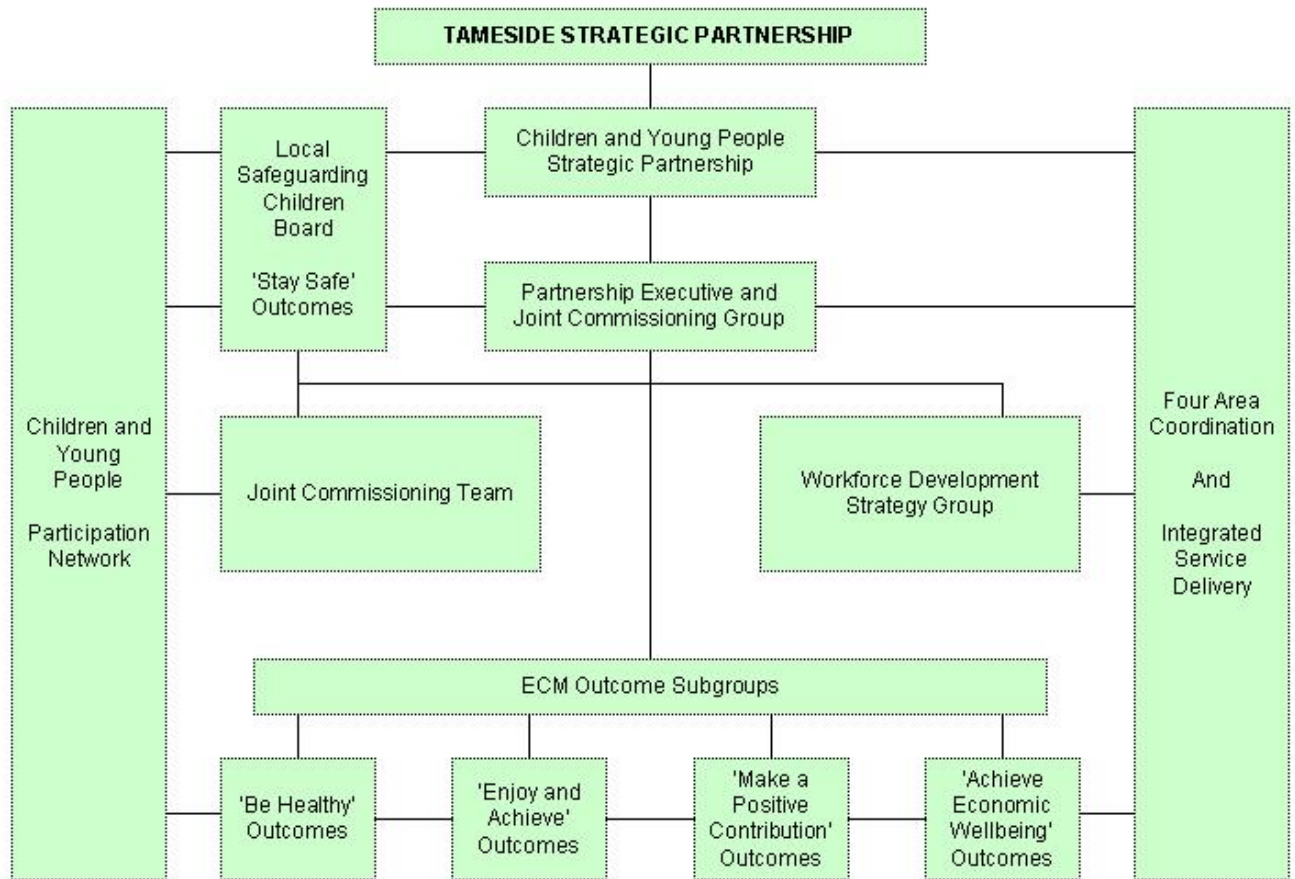 TAMESIDE STRATEGIC PARTNERSHIP
Children and
Young
People
Participation
Network
Local
Safeguarding
Children
Board
'Stay Safe'
Outcomes
Children and Young People
Strategic Partnership
Partnership Executive and
Joint Commissioning Group
Four Area
Coordination
And
Integrated
Service
Delivery
Joint Commissioning Team
Workforce Development
Strategy Group
ECM Outcome Subgroups
'Be Healthy'
Outcomes
'Enjoy and
Achieve'
Outcomes
'Make a
Positive
Contribution'
Outcomes
'Achieve
Economic
Wellbeing'
Outcomes